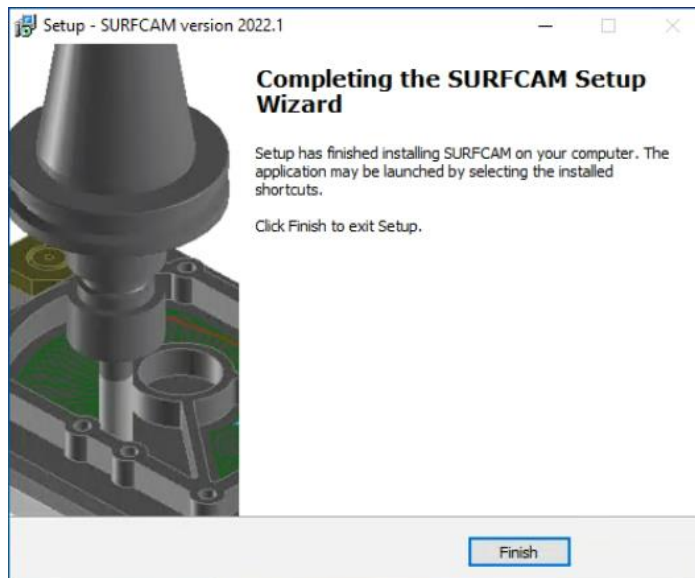 Setup - SURFCAM version 2022.1
Completing the SURFCAM Setup
Wizard
Setup has finished installing SURFCAM on your computer. The
application may be launched by selecting the installed
shortcuts.
Click Finish to exit Setup.
Finish